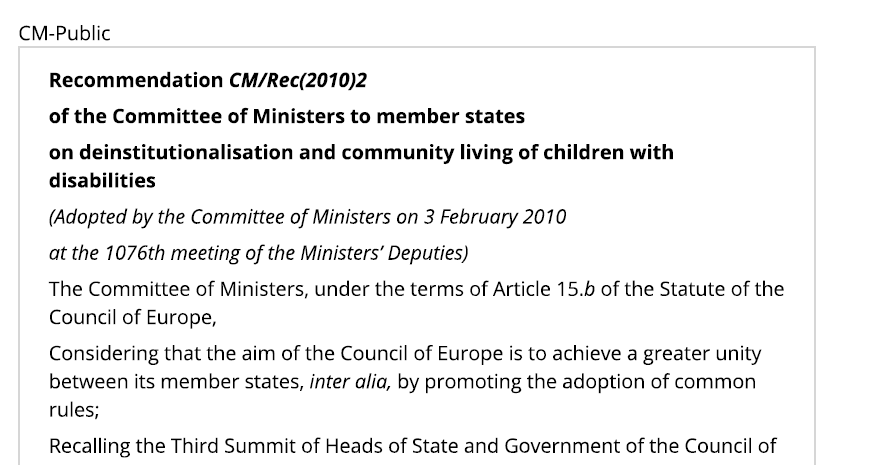 CM-Public
Recommendation CM/Rec(2010)2
of the Committee of Ministers to member states
on deinstitutionalisation and community living of children with
disabilities
(Adopted by the Committee of Ministers on 3 February 2010
at the 1076th meeting of the Ministers’ Deputies)
The Committee of Ministers, under the terms of Article 15.b of the Statute of the
Council of Europe,
Considering that the aim of the Council of Europe is to achieve a greater unity
between its member states, inter alia, by promoting the adoption of common
rules;
Recalling the Third Summit of Heads of State and Government of the Council of